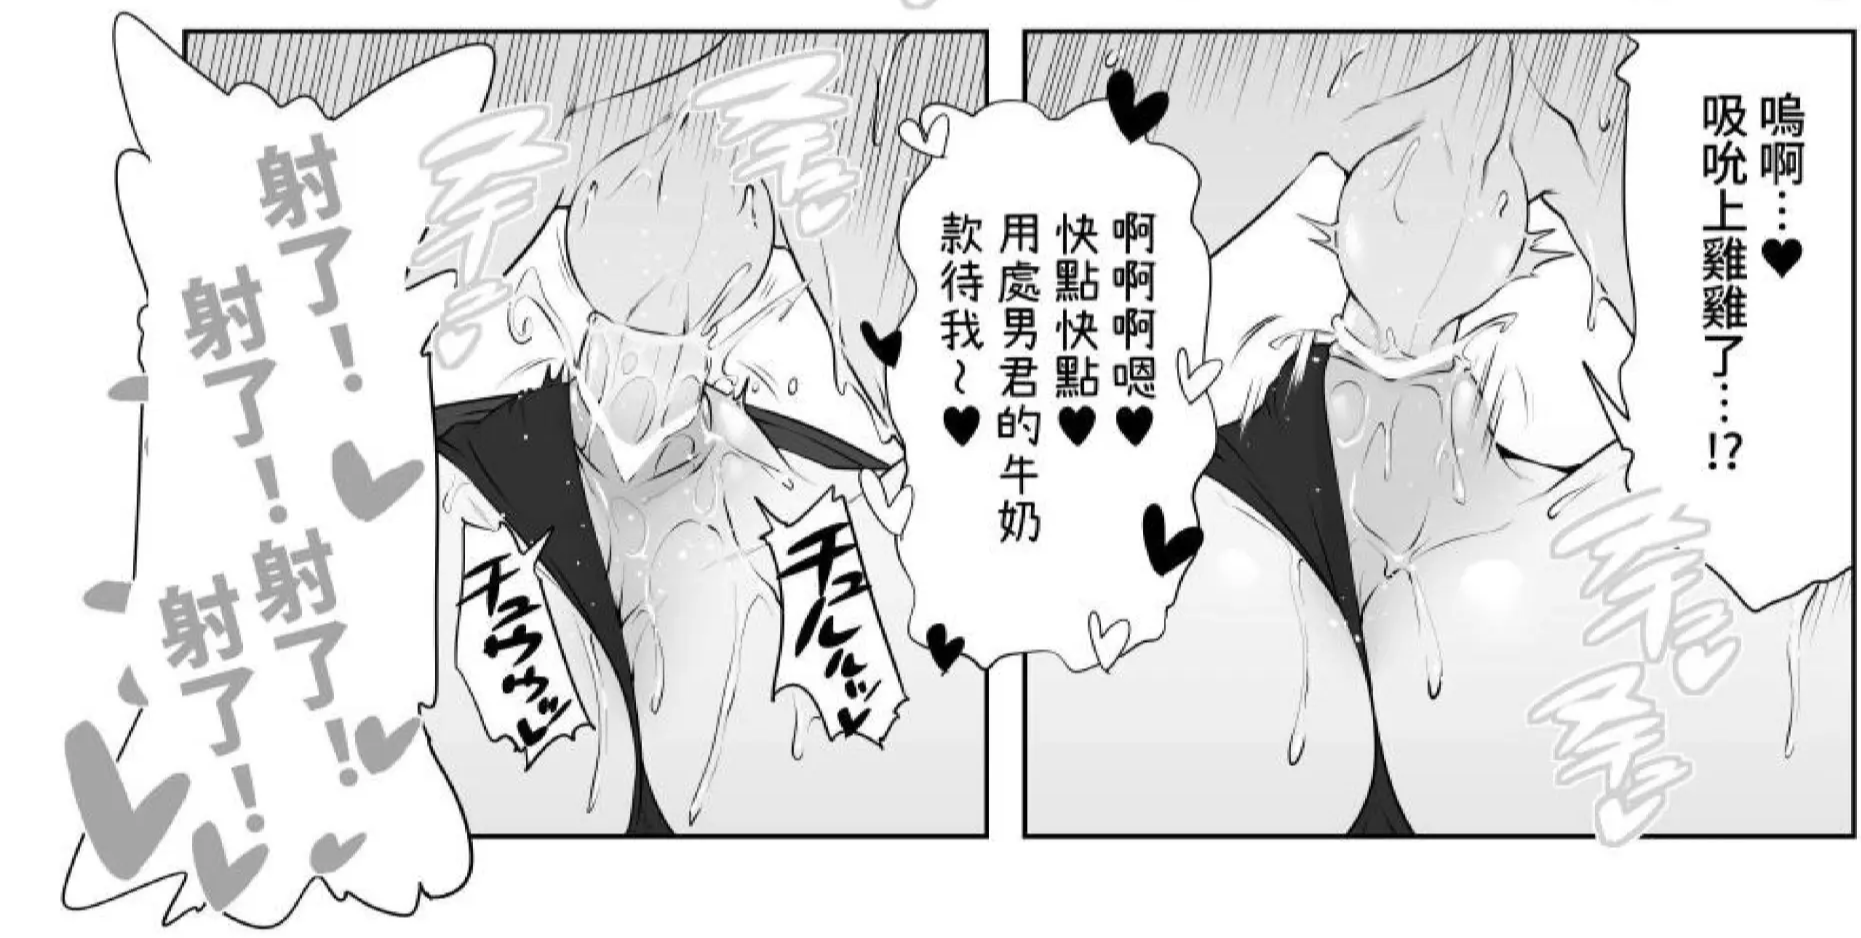 嗚啊…♥
吸吮上雞雞了…!?
啊啊啊嗯♥
快點快點♥
用處男君的牛奶
款待我～♥
チュルルルッ♥
チュウウウッ♥
射了！
射了！
射了！
射了！